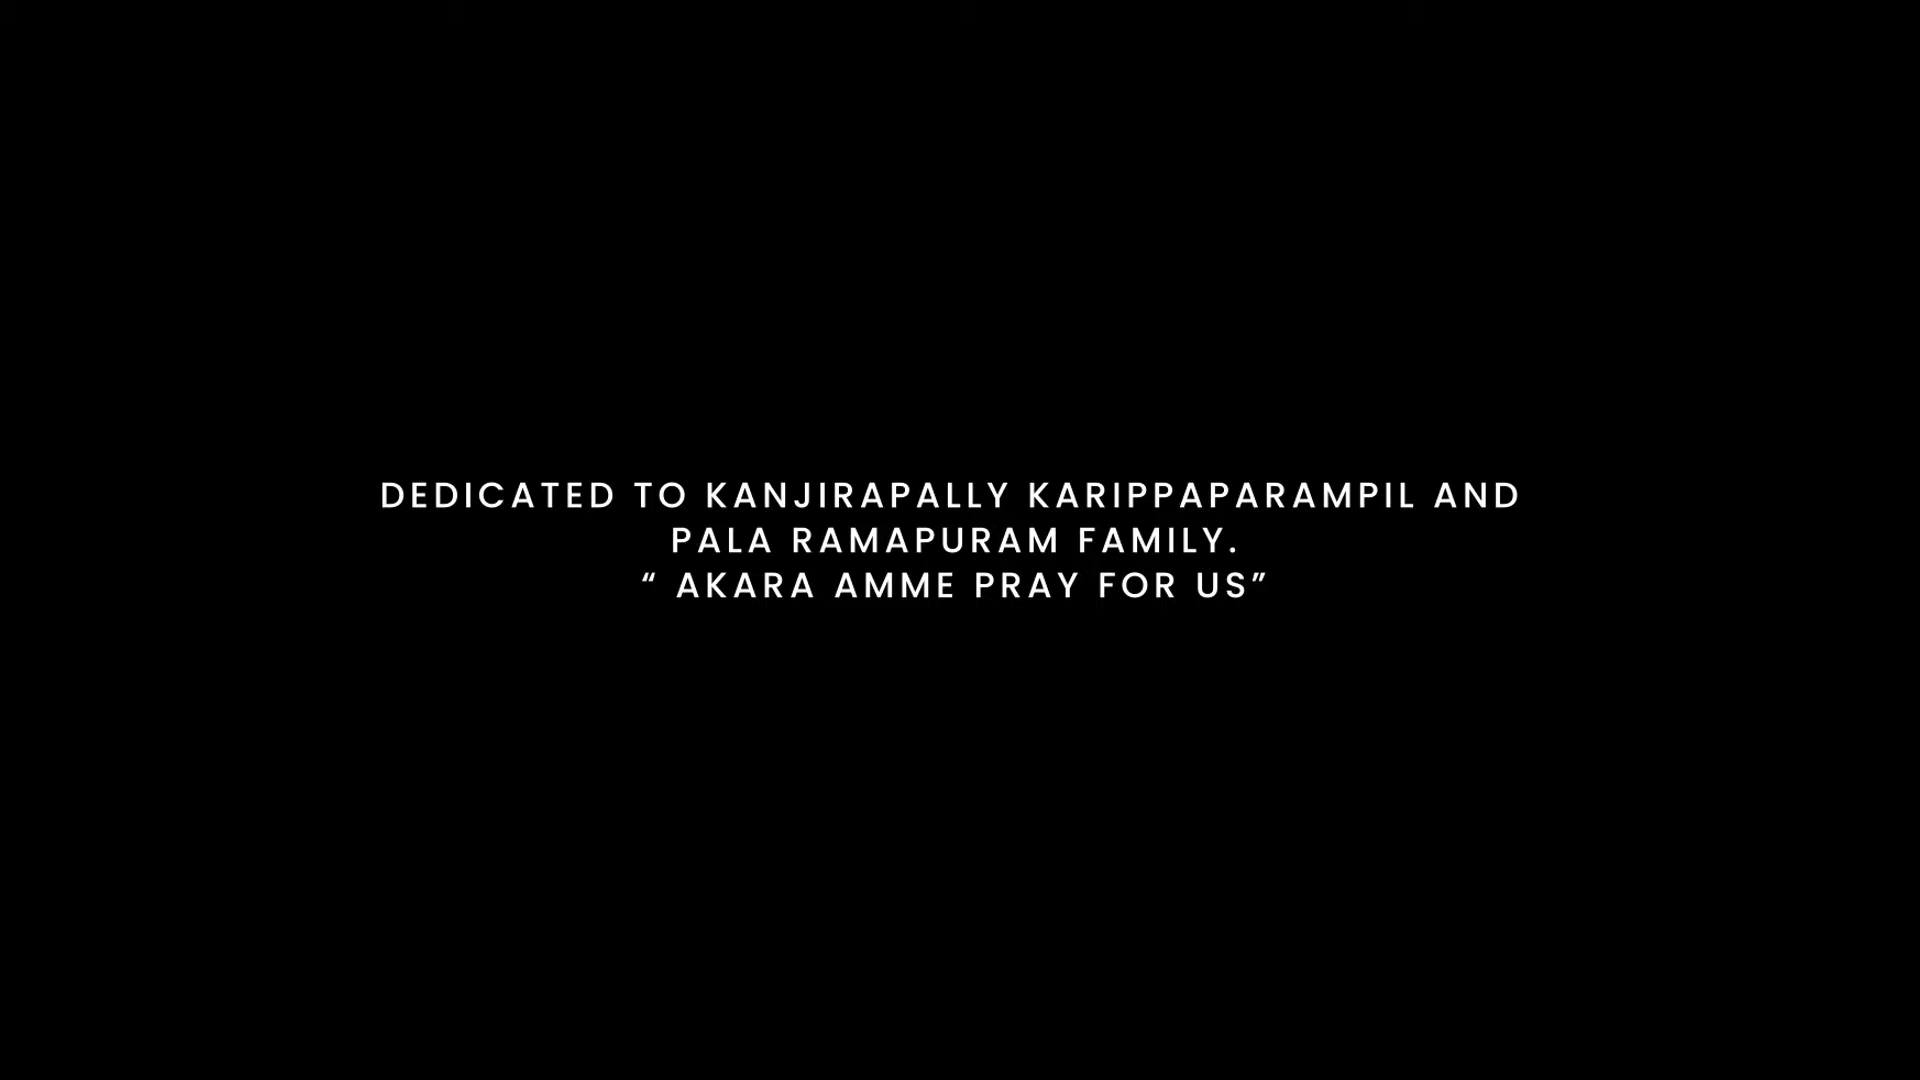 DEDICATED TO KANJIRAPALLY KARIPPAPARAMPIL AND
PALA RAMAPURAM FAMILY.
“ AKARA AMME PRAY FOR US”